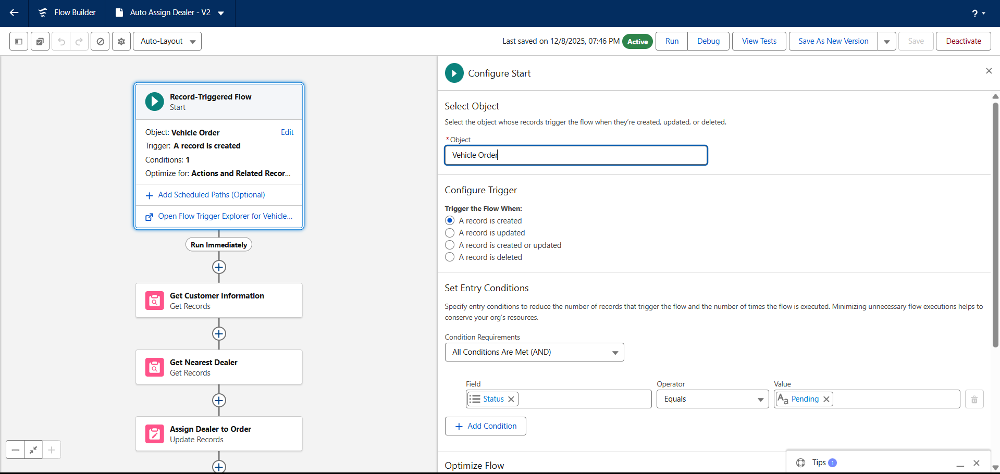 Flow Builder
Auto Assign Dealer - V2
?
Auto-Layout
Last saved on 12/8/2025, 07:46 PM
Active
Run
Debug
View Tests
Save As New Version
Save
Deactivate
Record-Triggered Flow
Start
Object: Vehicle Order
Edit
Trigger: A record is created
Conditions: 1
Optimize for: Actions and Related Recor...
Add Scheduled Paths (Optional)
Open Flow Trigger Explorer for Vehicle...
Run Immediately
Get Customer Information
Get Records
Get Nearest Dealer
Get Records
Assign Dealer to Order
Update Records
Configure Start
Select Object
Select the object whose records trigger the flow when they're created, updated, or deleted.
* Object
Vehicle Order
Configure Trigger
Trigger the Flow When:
A record is created
A record is updated
A record is created or updated
A record is deleted
Set Entry Conditions
Specify entry conditions to reduce the number of records that trigger the flow and the number of times the flow is executed. Minimizing unnecessary flow executions helps to
conserve your org's resources.
Condition Requirements
All Conditions Are Met (AND)
Field
Operator
Value
Status
Equals
Aa Pending
Add Condition
Optimize Flow
Tips 1